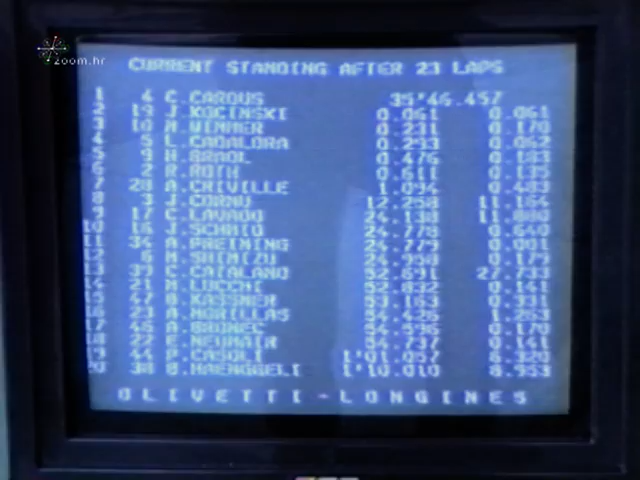 zoom.hr
CURRENT STANDING AFTER 23 LAPS
1 4 C.CARDUS 35'46.457
2 19 J.KOCINSKI 0.061 0.061
3 10 M.WIMMER 0.231 0.170
4 5 L.CADALORA 0.293 0.062
5 9 H.BRADL 0.476 0.183
6 2 R.ROTH 0.611 0.135
7 28 A.CRIVILLE 1.094 0.483
8 3 J.CORNU 12.258 11.164
9 17 C.LAVADO 24.138 11.880
10 16 J.SCHMID 24.778 0.640
11 34 A.PREINING 24.779 0.001
12 6 M.SHIMIZU 24.958 0.179
13 39 C.CATALANO 52.691 27.733
14 21 M.LUCCHI 52.832 0.141
15 47 B.KASSNER 53.163 0.331
16 23 A.MORILLAS 54.426 1.263
17 46 A.BRONEC 54.596 0.170
18 22 E.NEUMAIR 54.737 0.141
19 44 P.CASOLI 1'01.057 6.320
20 38 B.HAENGGELI 1'10.010 8.953
OLIVETTI-LONGINES